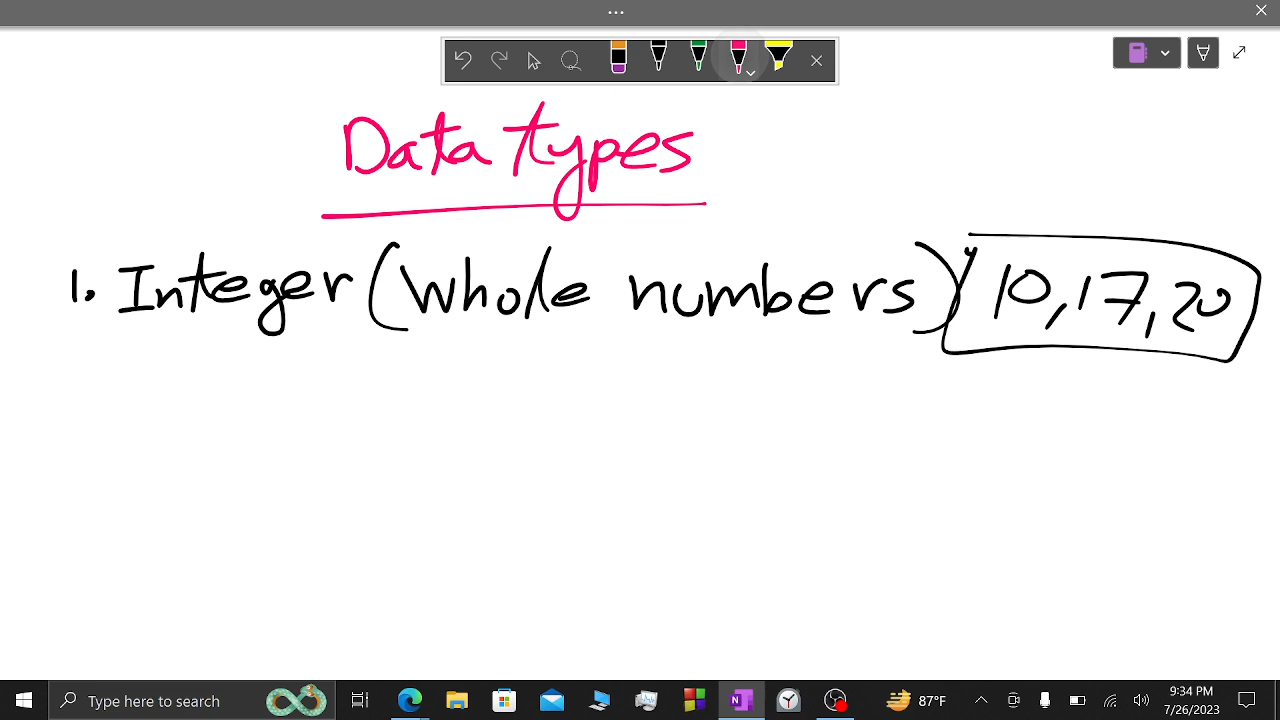 Data types
1. Integer (Whole numbers) 10, 17, 20
Type here to search
87°F
9:34 PM
7/26/2023